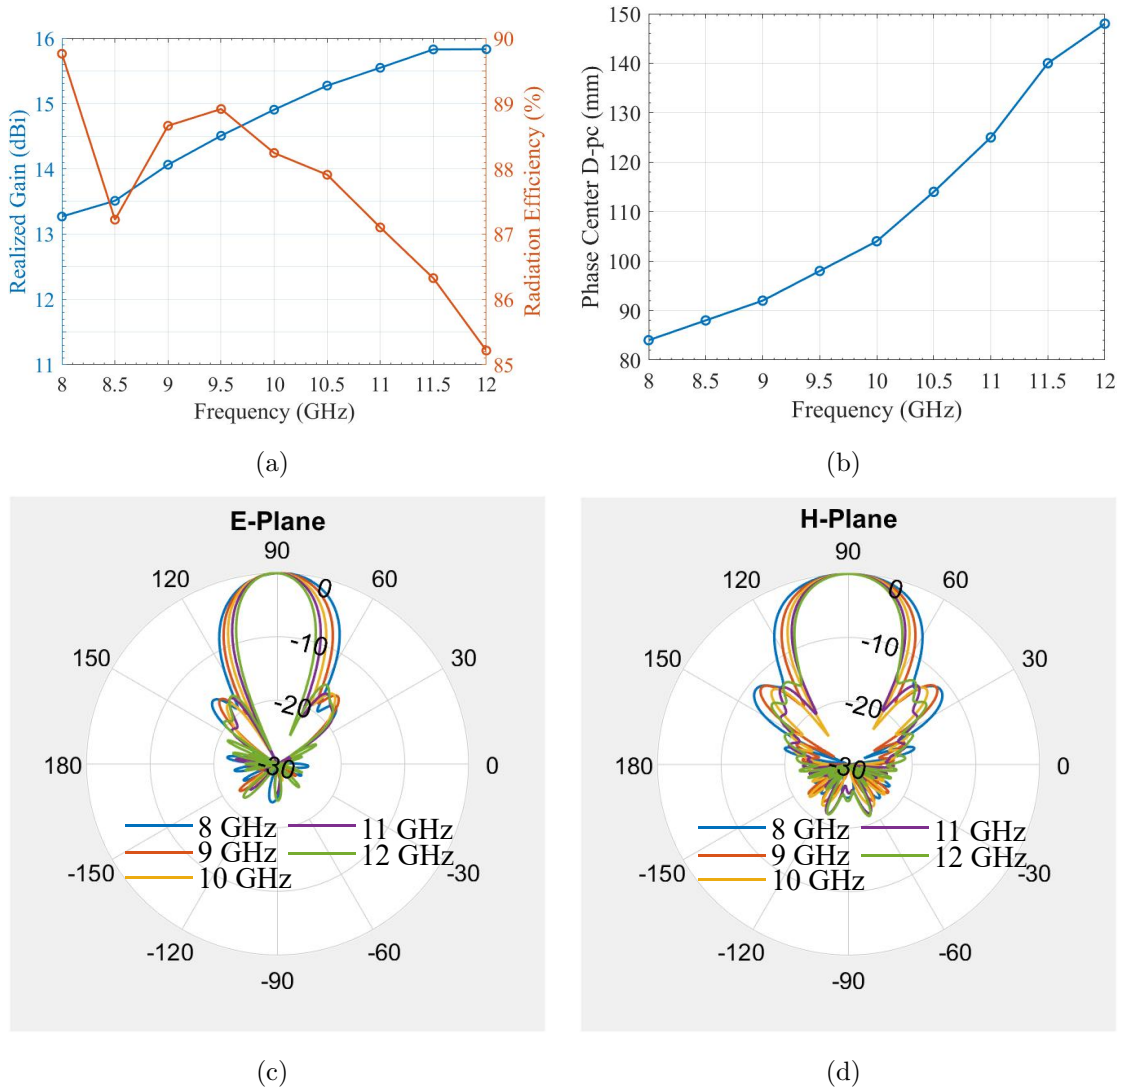 16
15
14
13
12
11
Realized Gain (dBi)
90
89
88
87
86
85
Radiation Efficiency (%)
8 8.5 9 9.5 10 10.5 11 11.5 12
Frequency (GHz)
(a)
150
140
130
120
110
100
90
80
Phase Center D-pc (mm)
8 8.5 9 9.5 10 10.5 11 11.5 12
Frequency (GHz)
(b)
E-Plane
90
120 60
0
-10
150 30
-20
180 -30 0
8 GHz 11 GHz
9 GHz 12 GHz
10 GHz
-150 -30
-120 -60
-90
(c)
H-Plane
90
120 60
0
-10
150 30
-20
180 -30 0
8 GHz 11 GHz
9 GHz 12 GHz
10 GHz
-150 -30
-120 -60
-90
(d)